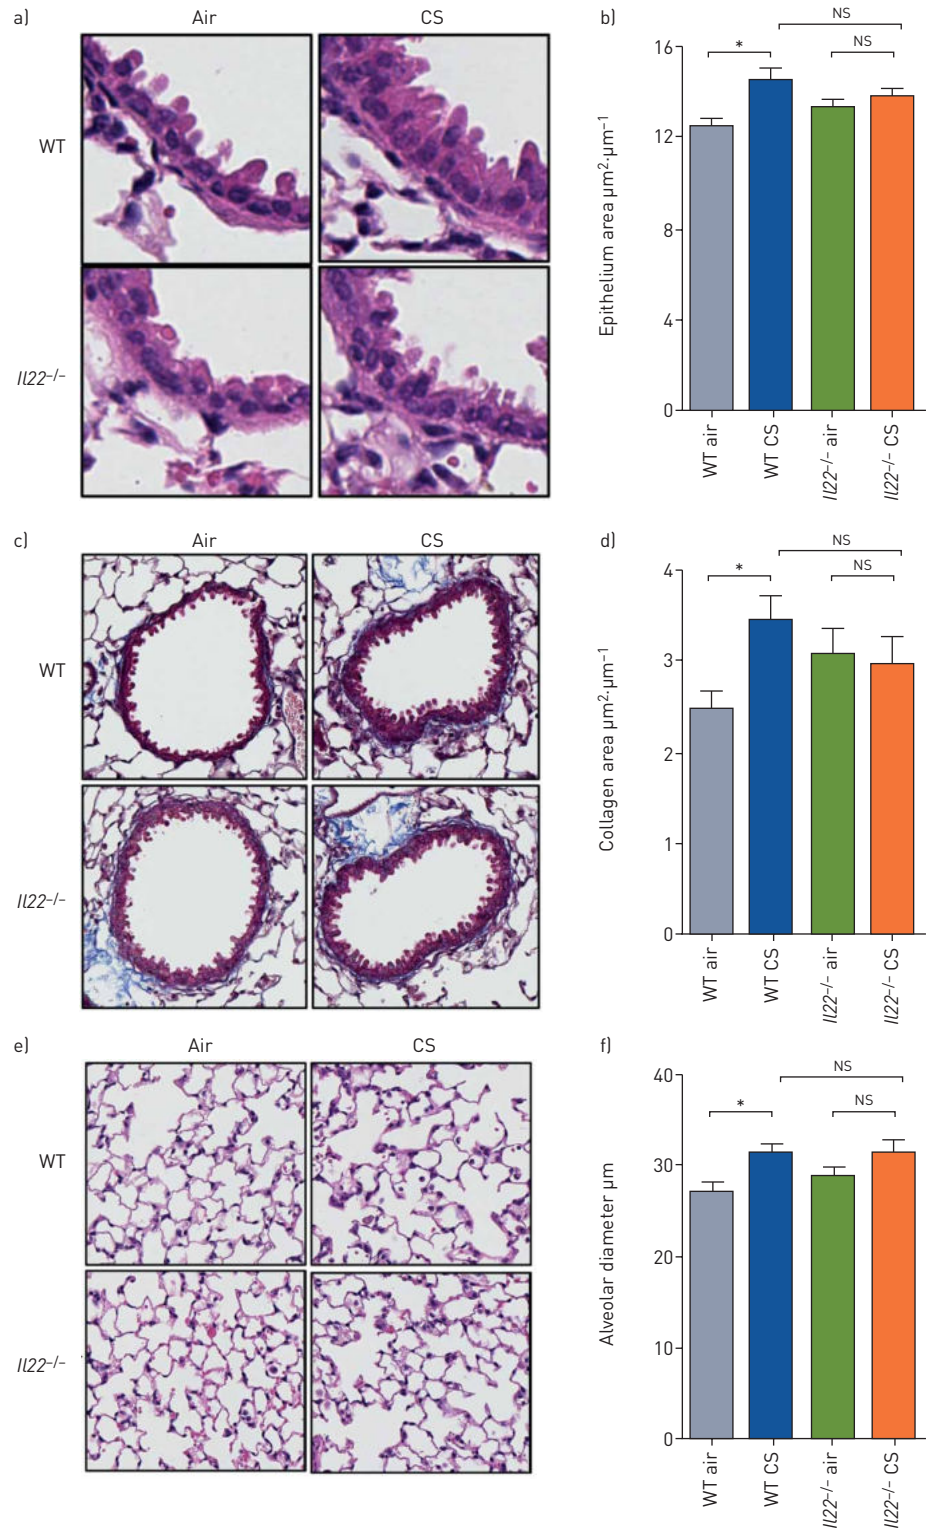 a)
Air
CS
WT
Il22–/–
b)
NS
*
NS
16
12
8
4
0
Epithelium area µm²·µm–1
WT air
WT CS
Il22–/– air
Il22–/– CS
c)
Air
CS
WT
Il22–/–
d)
NS
*
NS
4
3
2
1
0
Collagen area µm²·µm–1
WT air
WT CS
Il22–/– air
Il22–/– CS
e)
Air
CS
WT
Il22–/–
f)
NS
*
NS
40
30
20
10
0
Alveolar diameter µm
WT air
WT CS
Il22–/– air
Il22–/– CS